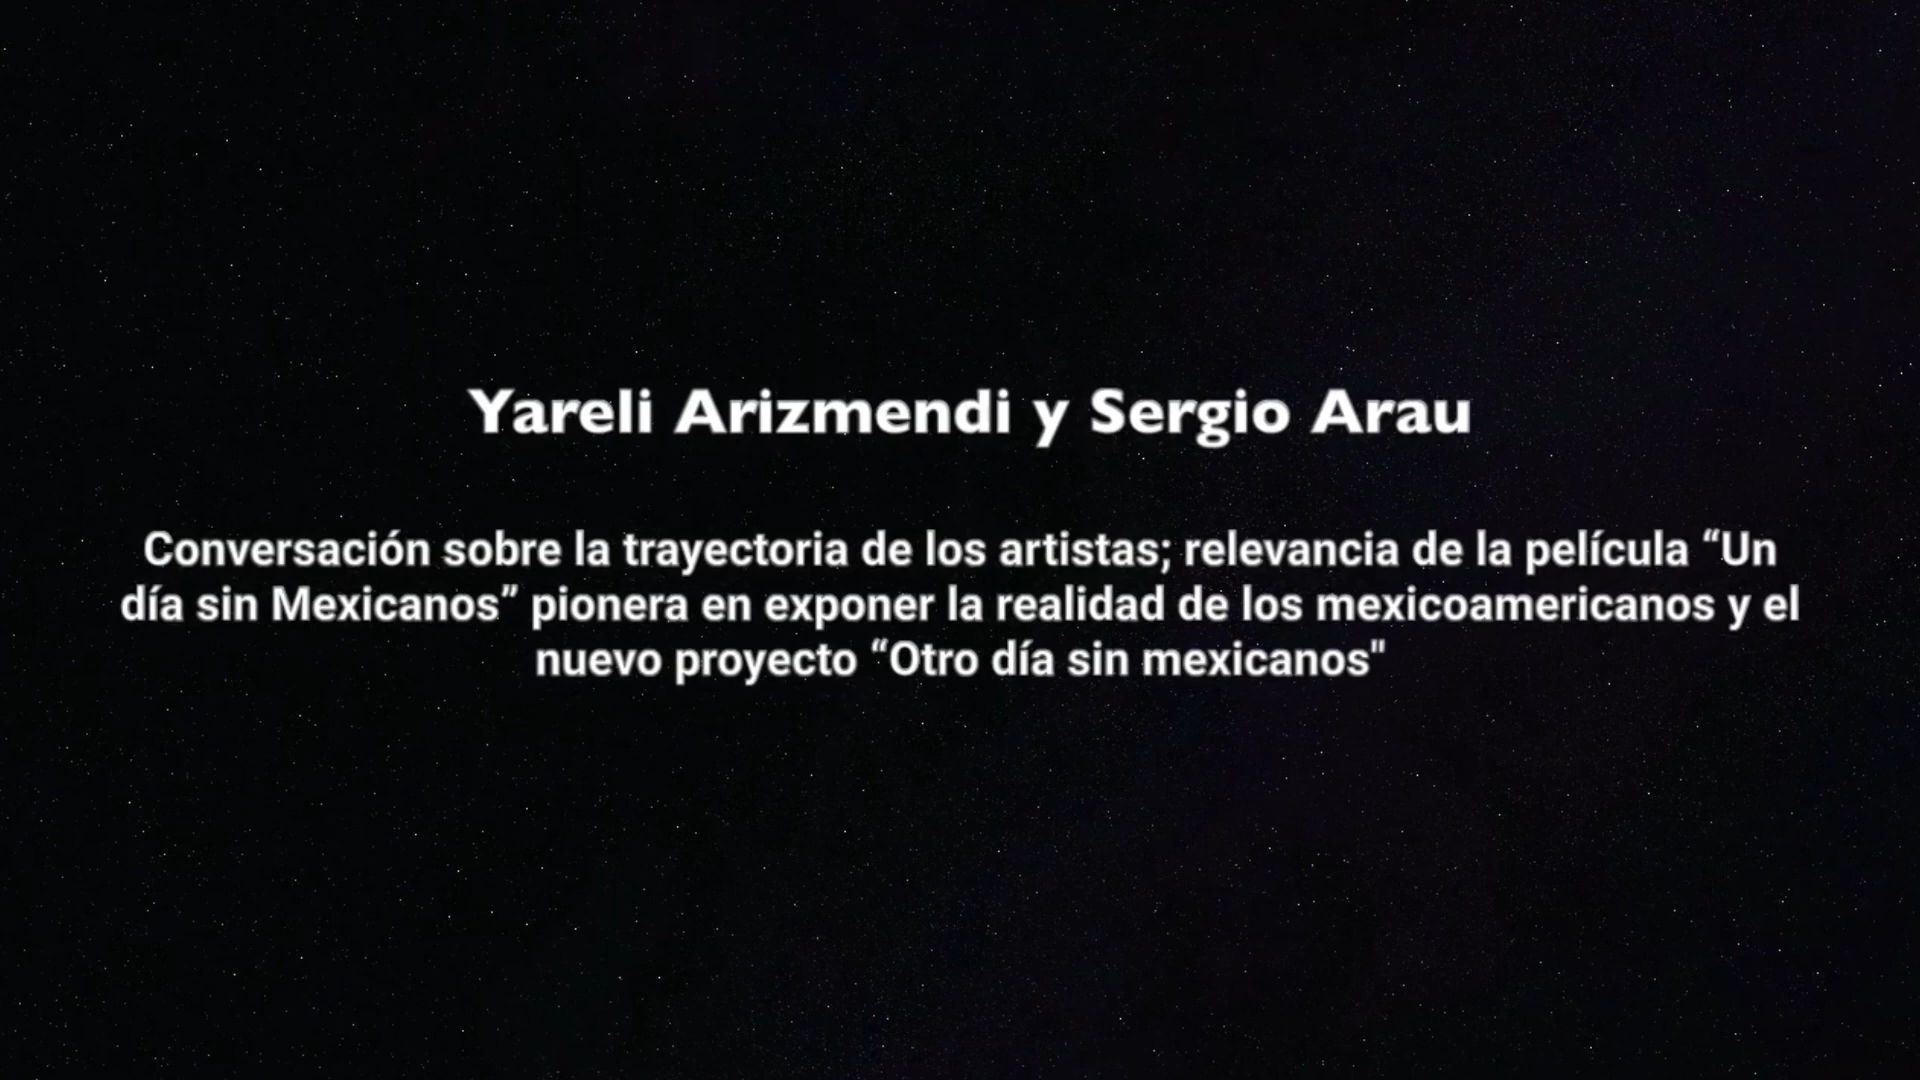 Yareli Arizmendi y Sergio Arau
Conversación sobre la trayectoria de los artistas; relevancia de la película “Un
día sin Mexicanos” pionera en exponer la realidad de los mexicoamericanos y el
nuevo proyecto “Otro día sin mexicanos"